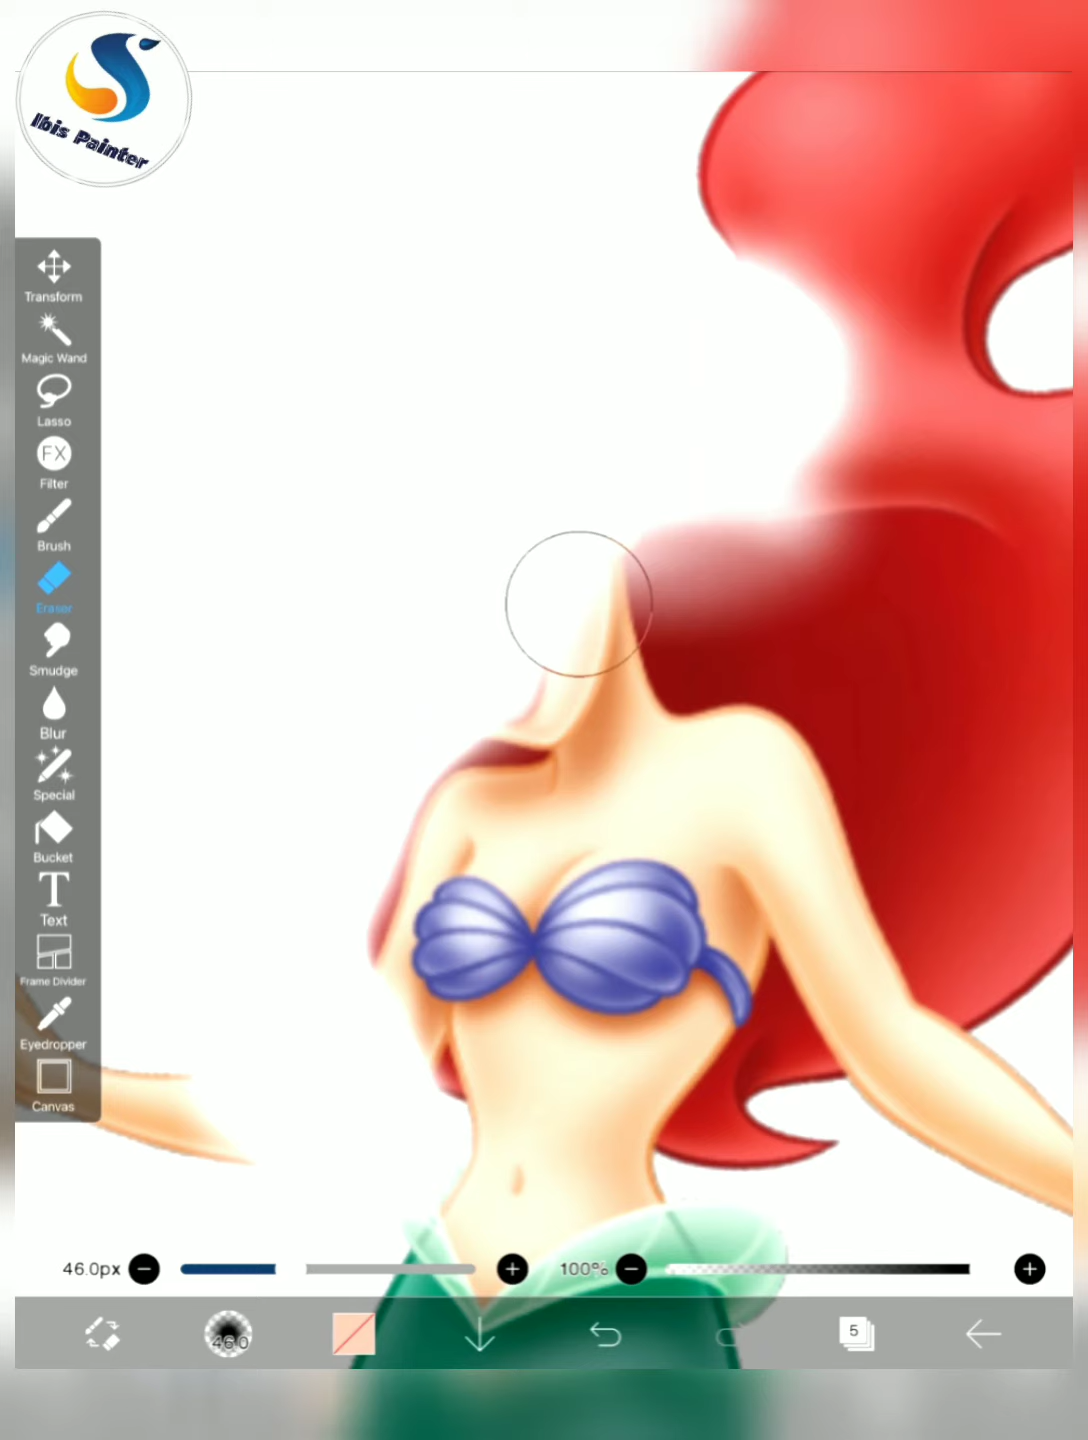 Ibis Painter
Transform
Magic Wand
Lasso
FX
Filter
Brush
Eraser
Smudge
Blur
Special
Bucket
T
Text
Frame Divider
Eyedropper
Canvas
46.0px
100%
46.0
5